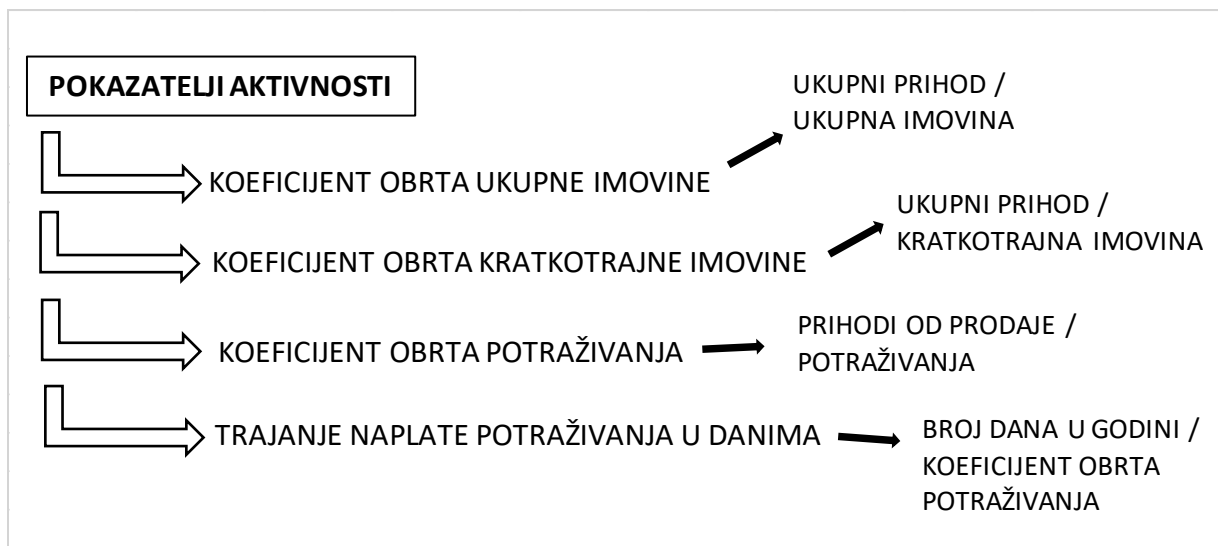 POKAZATELJI AKTIVNOSTI
UKUPNI PRIHOD /
UKUPNA IMOVINA
KOEFICIJENT OBRTA UKUPNE IMOVINE
UKUPNI PRIHOD /
KRATKOTRAJNA IMOVINA
KOEFICIJENT OBRTA KRATKOTRAJNE IMOVINE
PRIHODI OD PRODAJE /
POTRAŽIVANJA
KOEFICIJENT OBRTA POTRAŽIVANJA
TRAJANJE NAPLATE POTRAŽIVANJA U DANIMA
BROJ DANA U GODINI /
KOEFICIJENT OBRTA
POTRAŽIVANJA